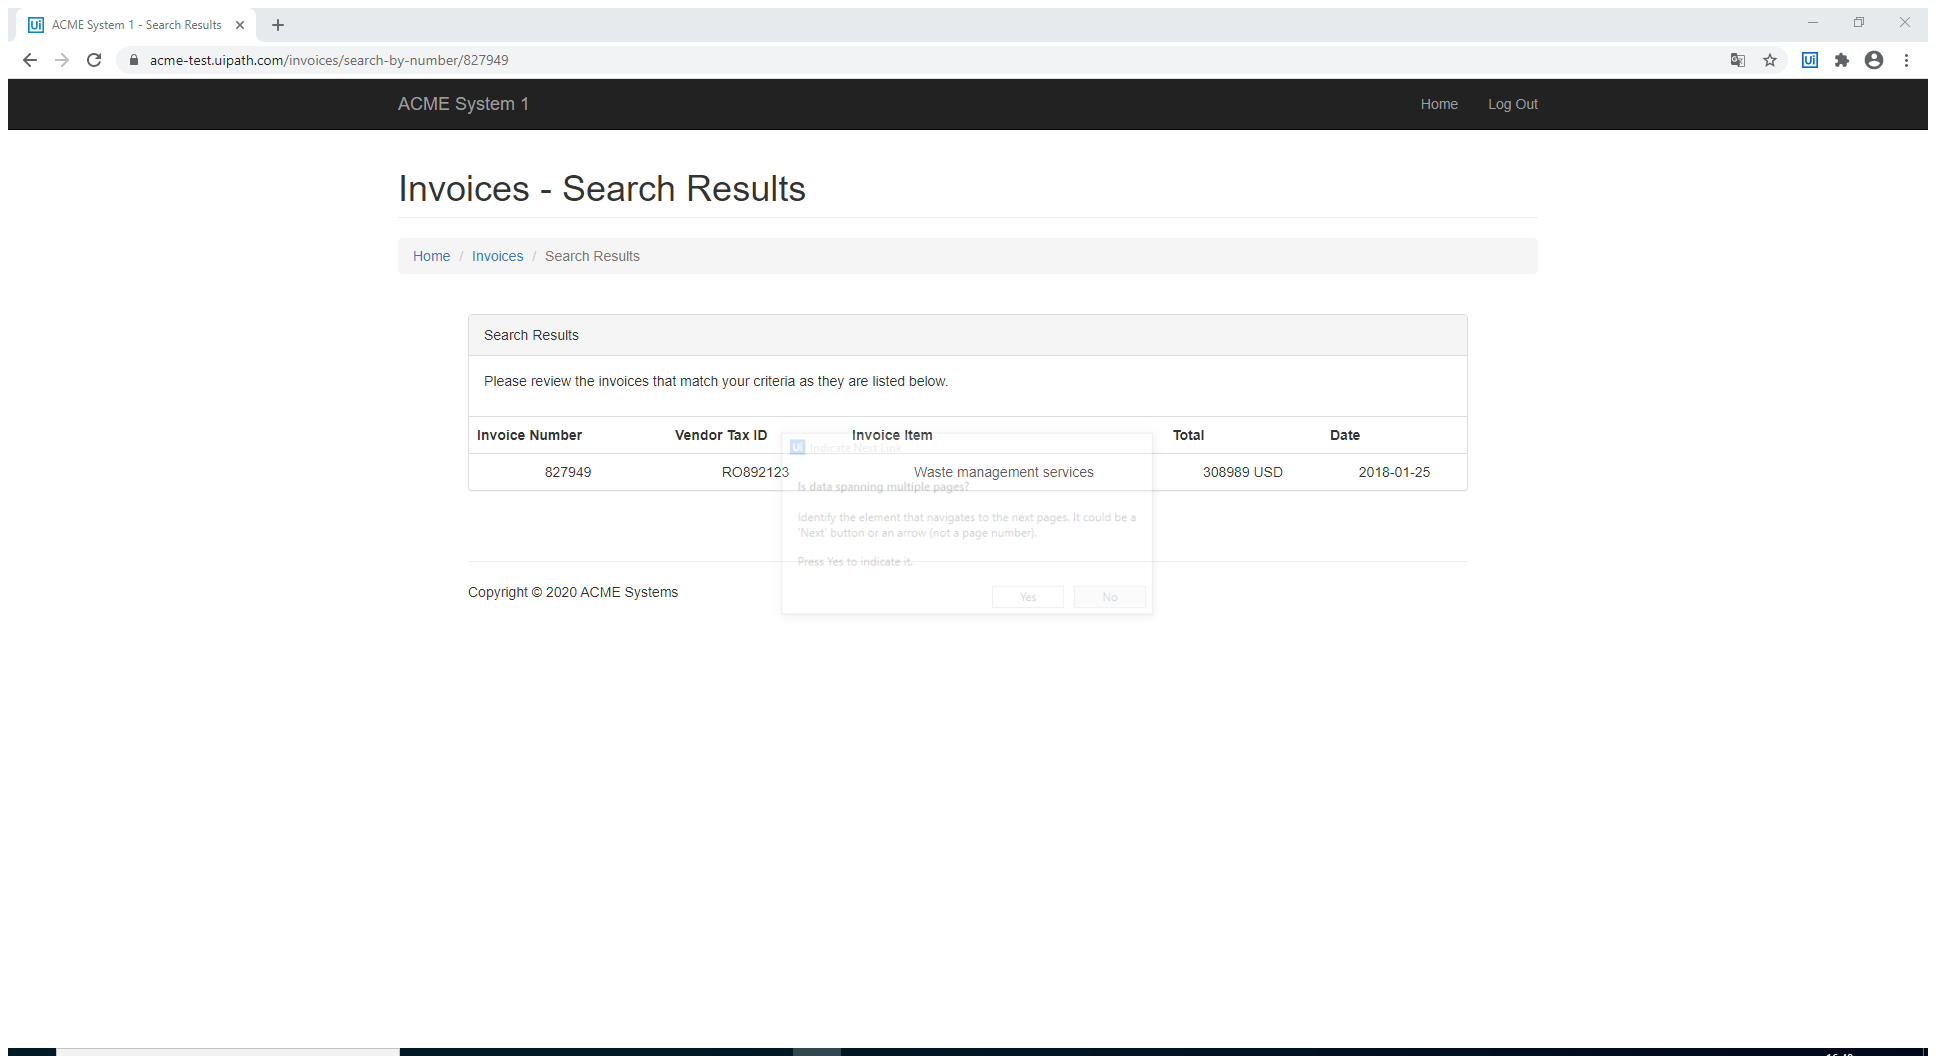 Ui ACME System 1 - Search Results
acme-test.uipath.com/invoices/search-by-number/827949
Ui
ACME System 1 Home Log Out
Invoices - Search Results
Home / Invoices / Search Results
Search Results
Please review the invoices that match your criteria as they are listed below.
Invoice Number Vendor Tax ID Invoice Item Total Date
827949 RO892123 Waste management services 308989 USD 2018-01-25
Ui Indicate Next Link
Is data spanning multiple pages?
Identify the element that navigates to the next pages. It could be a
'Next' button or an arrow (not a page number).
Press Yes to indicate it.
Yes No
Copyright © 2020 ACME Systems